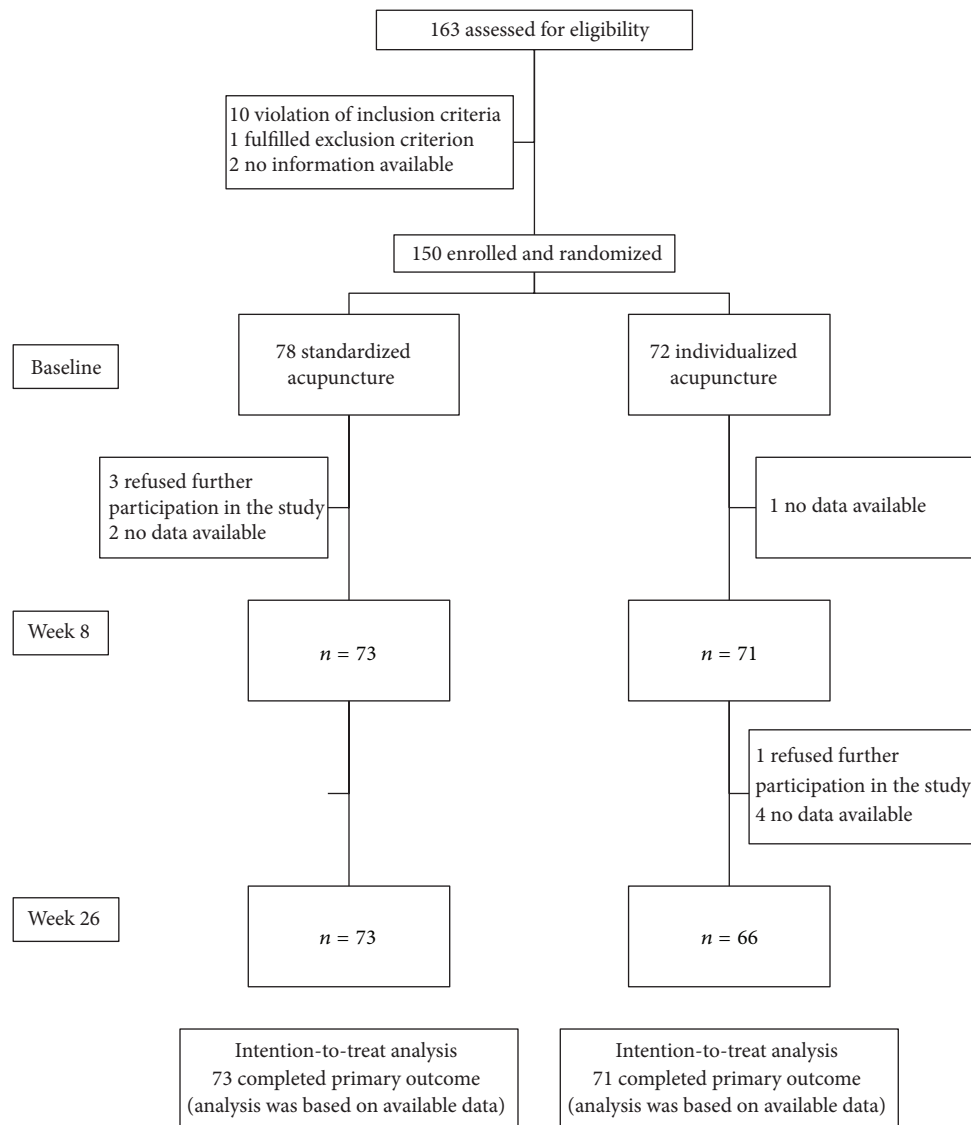 163 assessed for eligibility
10 violation of inclusion criteria
1 fulfilled exclusion criterion
2 no information available
150 enrolled and randomized
Baseline
78 standardized
acupuncture
72 individualized
acupuncture
3 refused further
participation in the study
2 no data available
1 no data available
Week 8
n = 73
n = 71
1 refused further
participation in the study
4 no data available
Week 26
n = 73
n = 66
Intention-to-treat analysis
73 completed primary outcome
(analysis was based on available data)
Intention-to-treat analysis
71 completed primary outcome
(analysis was based on available data)